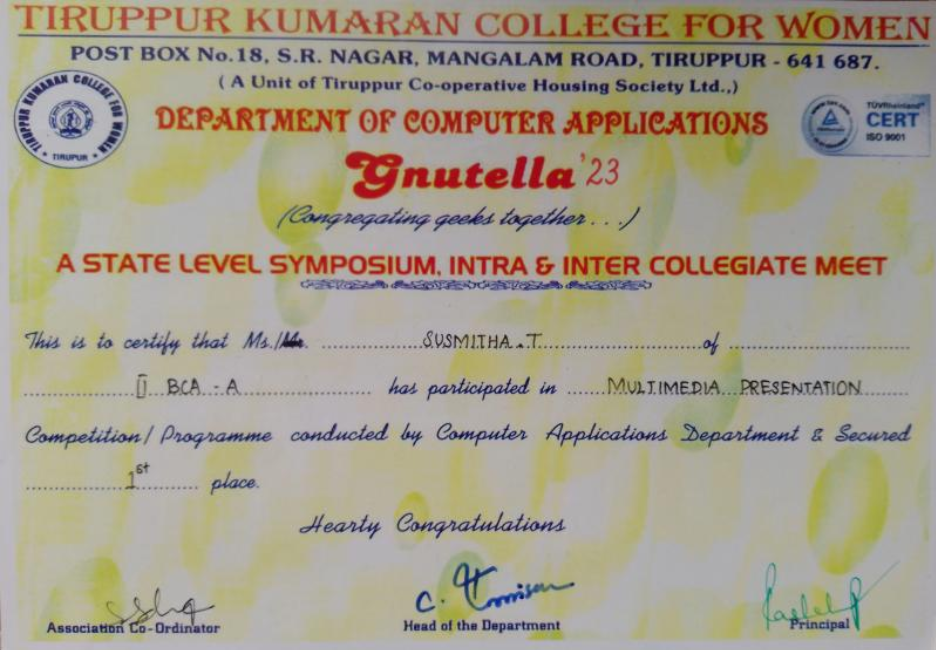 TIRUPPUR KUMARAN COLLEGE FOR WOMEN
POST BOX No.18, S.R. NAGAR, MANGALAM ROAD, TIRUPPUR - 641 687.
( A Unit of Tiruppur Co-operative Housing Society Ltd.,)
TIRUPPUR KUMARAN COLLEGE FOR WOMEN
TIRUPUR
DEPARTMENT OF COMPUTER APPLICATIONS
TÜVRheinland
CERT
ISO 9001
Gnutella '23
(Congregating geeks together . . .)
A STATE LEVEL SYMPOSIUM, INTRA & INTER COLLEGIATE MEET
This is to certify that Ms./Mr. SUSMITHA.T of
II BCA - A has participated in MULTIMEDIA PRESENTATION
Competition / Programme conducted by Computer Applications Department & Secured
1st place.
Hearty Congratulations
Association Co-Ordinator
Head of the Department
Principal